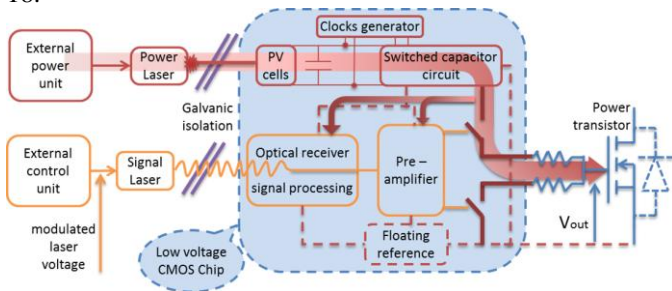 Clocks generator
External
power
unit
Power
Laser
PV
cells
Switched capacitor
circuit
Galvanic
isolation
Power
transistor
External
control
unit
Signal
Laser
Optical receiver
signal processing
Pre –
amplifier
modulated
laser
voltage
Low voltage
CMOS Chip
Floating
reference
Vout